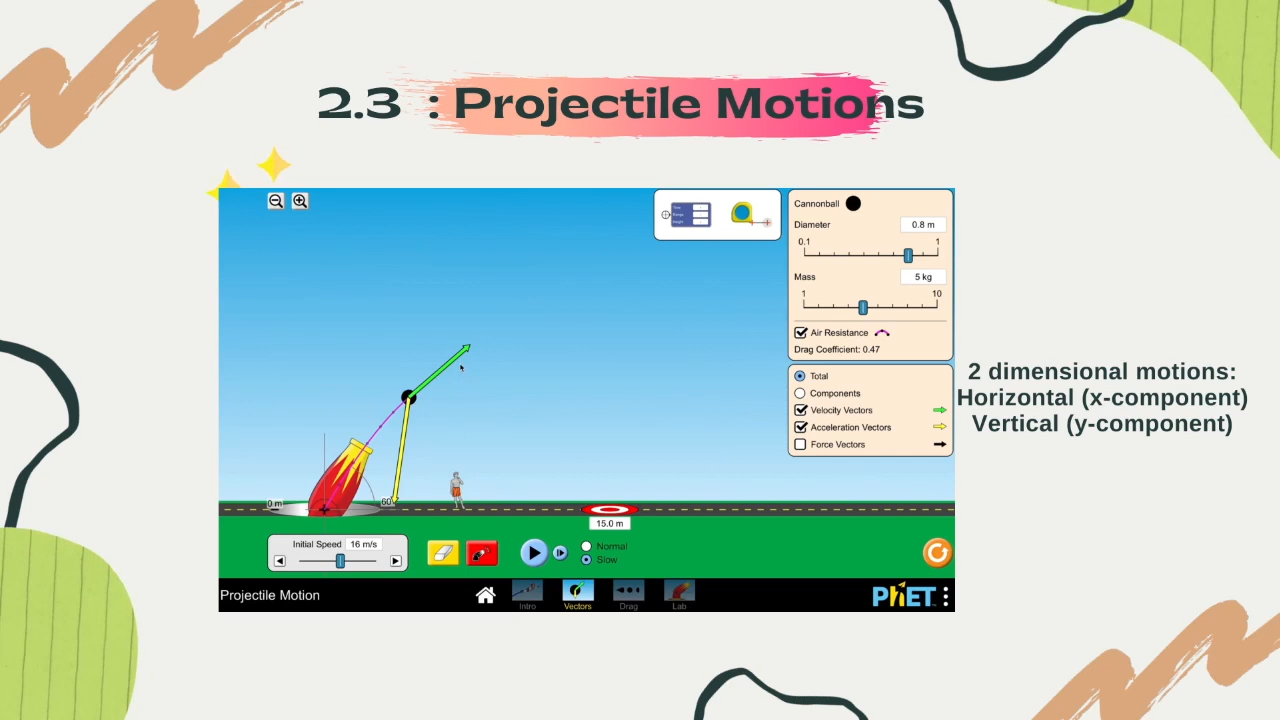 2.3 : Projectile Motions
Cannonball
Diameter 0.8 m
0.1 1
Mass 5 kg
1 10
Air Resistance
Drag Coefficient: 0.47
Total
Components
Velocity Vectors
Acceleration Vectors
Force Vectors
2 dimensional motions:
Horizontal (x-component)
Vertical (y-component)
0 m
60
15.0 m
Initial Speed 16 m/s
Normal
Slow
Projectile Motion
Intro
Vectors
Drag
Lab
PhET